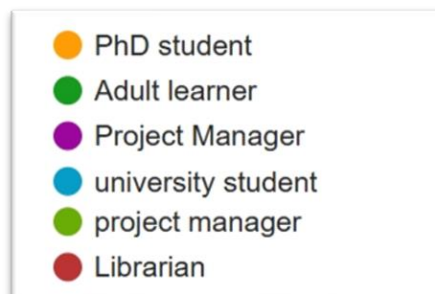 PhD student
Adult learner
Project Manager
university student
project manager
Librarian